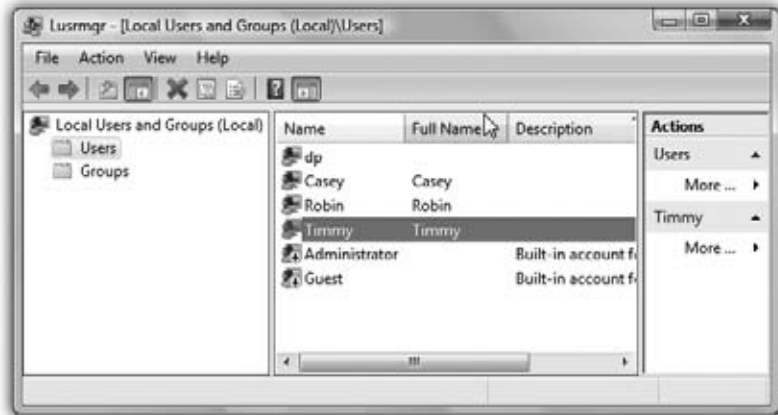 Lusrmgr - [Local Users and Groups (Local)\Users]
File Action View Help
Local Users and Groups (Local)
Users
Groups
Name Full Name Description
dp
Casey Casey
Robin Robin
Timmy Timmy
Administrator Built-in account f
Guest Built-in account f
Actions
Users
More ...
Timmy
More ...